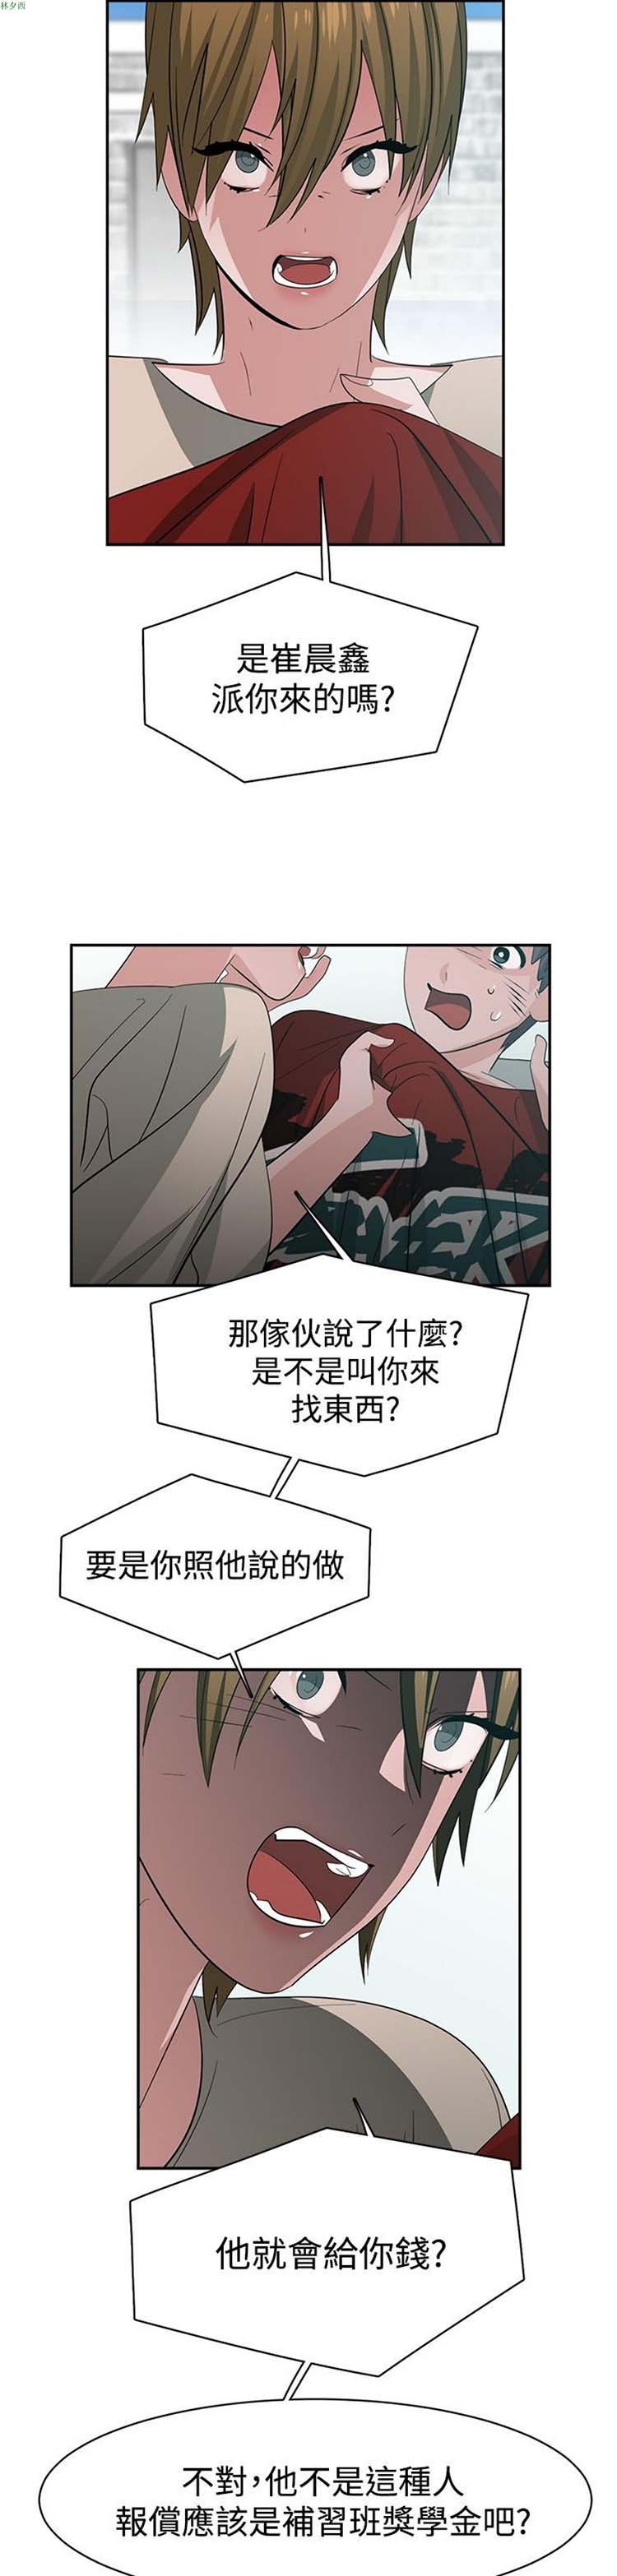 林夕西
是崔晨鑫
派你來的嗎?
那傢伙說了什麼?
是不是叫你來
找東西?
要是你照他說的做
他就會給你錢?
不對,他不是這種人
報償應該是補習班獎學金吧?